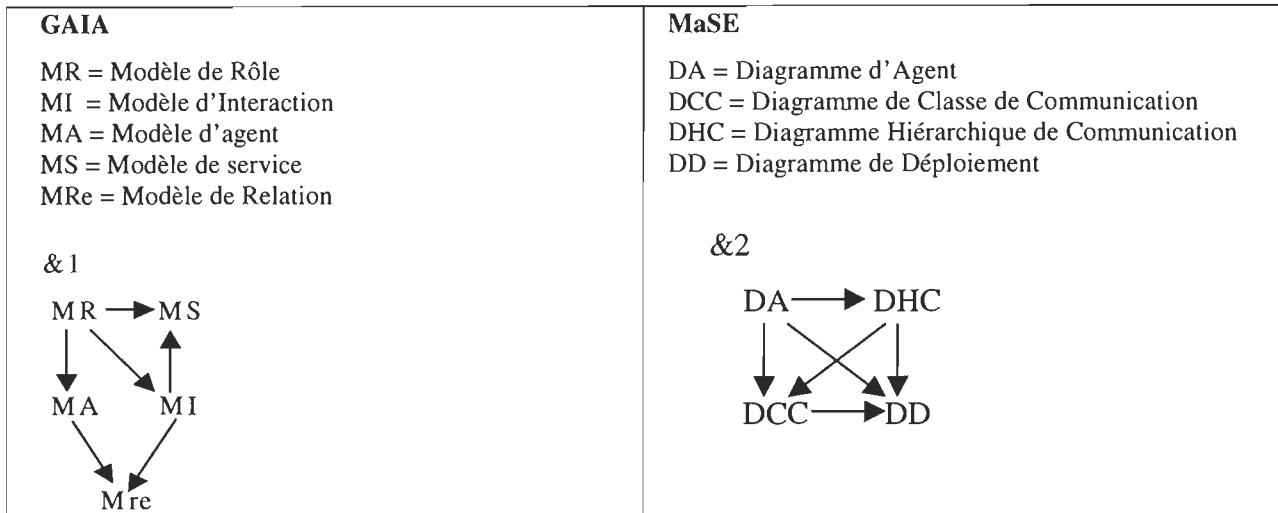 GAIA
MR = Modèle de Rôle
MI = Modèle d'Interaction
MA = Modèle d'agent
MS = Modèle de service
MRe = Modèle de Relation
&1
MR MS
MA MI
Mre
MaSE
DA = Diagramme d'Agent
DCC = Diagramme de Classe de Communication
DHC = Diagramme Hiérarchique de Communication
DD = Diagramme de Déploiement
&2
DA DHC
DCC DD